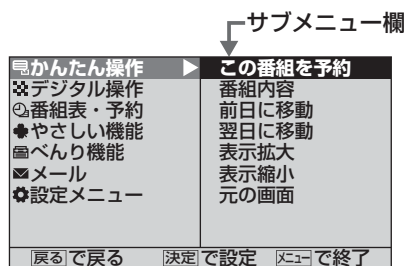 サブメニュー欄
かんたん操作
デジタル操作
番組表・予約
やさしい機能
べんり機能
メール
設定メニュー
この番組を予約
番組内容
前日に移動
翌日に移動
表示拡大
表示縮小
元の画面
戻る で戻る 決定 で設定 メニュー で終了